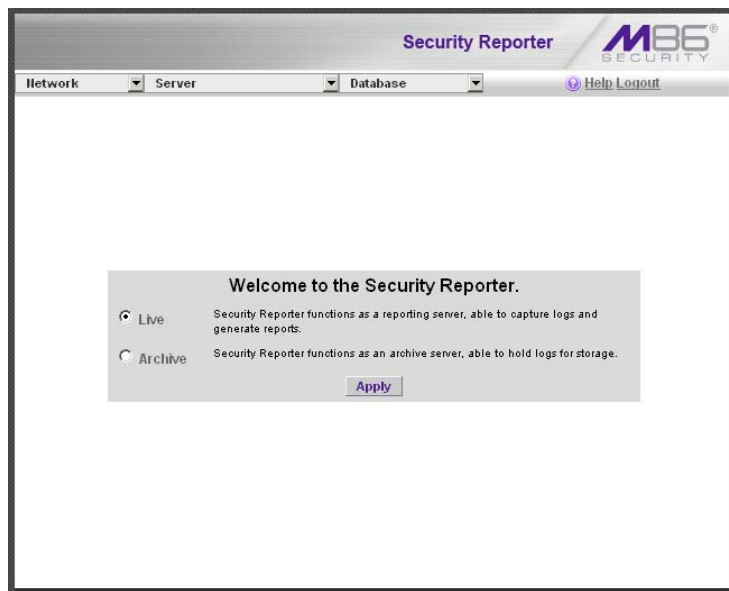 Security Reporter
M86®
SECURITY
Network Server Database Help Logout
Welcome to the Security Reporter.
Live Security Reporter functions as a reporting server, able to capture logs and
generate reports.
Archive Security Reporter functions as an archive server, able to hold logs for storage.
Apply